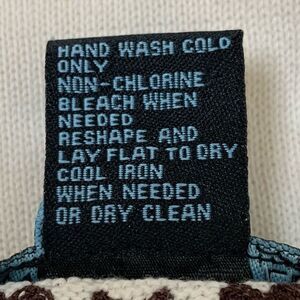 HAND WASH COLD
ONLY
NON-CHLORINE
BLEACH WHEN
NEEDED
RESHAPE AND
LAY FLAT TO DRY
COOL IRON
WHEN NEEDED
OR DRY CLEAN